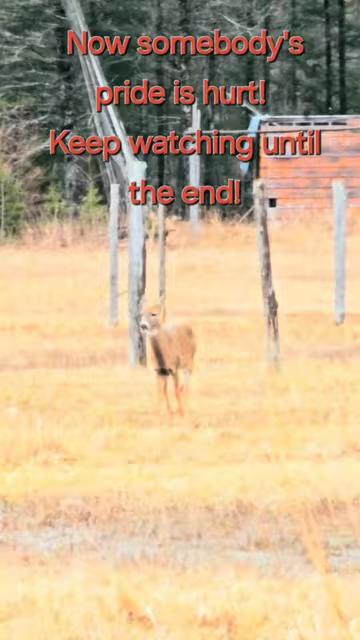 Now somebody's
pride is hurt!
Keep watching until
the end!